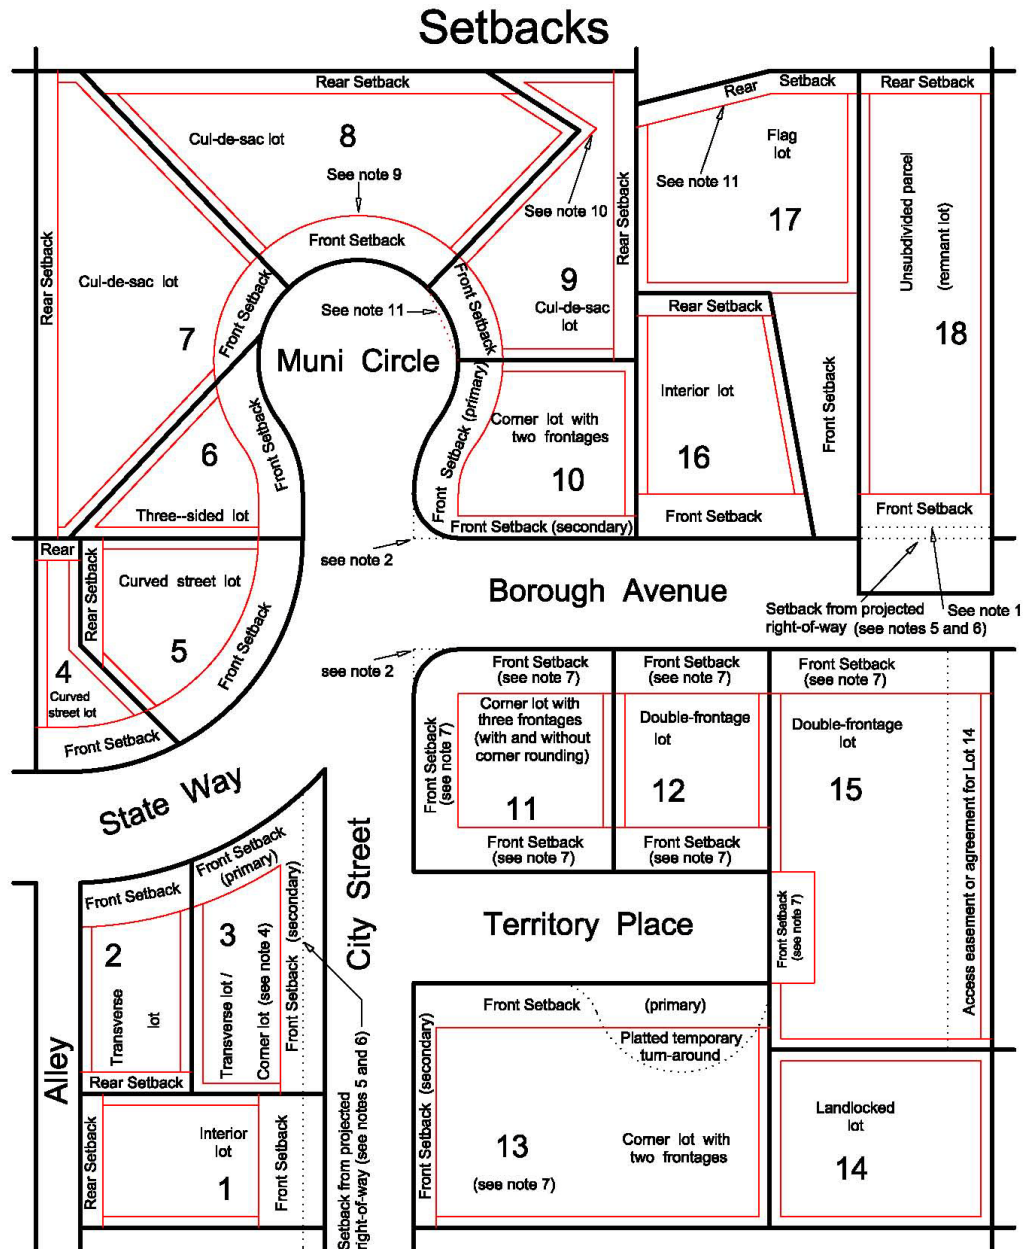 Setbacks
Rear Setback
Rear
Setback
Rear Setback
Cul-de-sac lot
8
See note 9
Front Setback
See note 10
Rear Setback
Flag
lot
See note 11
17
Unsubdivided parcel
(remnant lot)
18
Rear Setback
Cul-de-sac lot
7
Front Setback
See note 11
Muni Circle
Front Setback
9
Cul-de-sac
lot
Rear Setback
Interior lot
16
Front Setback
Front Setback
Front Setback
6
Three--sided lot
Front Setback
Front Setback (primary)
Corner lot with
two frontages
10
Front Setback (secondary)
see note 2
Rear
Rear Setback
Curved street lot
5
Front Setback
4
Curved
street lot
Front Setback
Borough Avenue
Setback from projected
right-of-way (see notes 5 and 6)
See note 1
see note 2
Front Setback
(see note 7)
Front Setback
(see note 7)
Front Setback
(see note 7)
Front Setback
(see note 7)
Corner lot with
three frontages
(with and without
corner rounding)
11
Front Setback
(see note 7)
Double-frontage
lot
12
Front Setback
(see note 7)
Double-frontage
lot
15
Front Setback
(see note 7)
Access easement or agreement for Lot 14
State Way
City Street
Territory Place
Alley
Front Setback
2
Transverse
lot
Rear Setback
Front Setback
(primary)
3
Transverse lot /
Corner lot (see note 4)
Front Setback (secondary)
Setback from projected
right-of-way (see notes 5 and 6)
Rear Setback
Interior
lot
1
Front Setback
Front Setback (primary)
Platted temporary
turn-around
Front Setback (secondary)
13
(see note 7)
Corner lot with
two frontages
Landlocked
lot
14